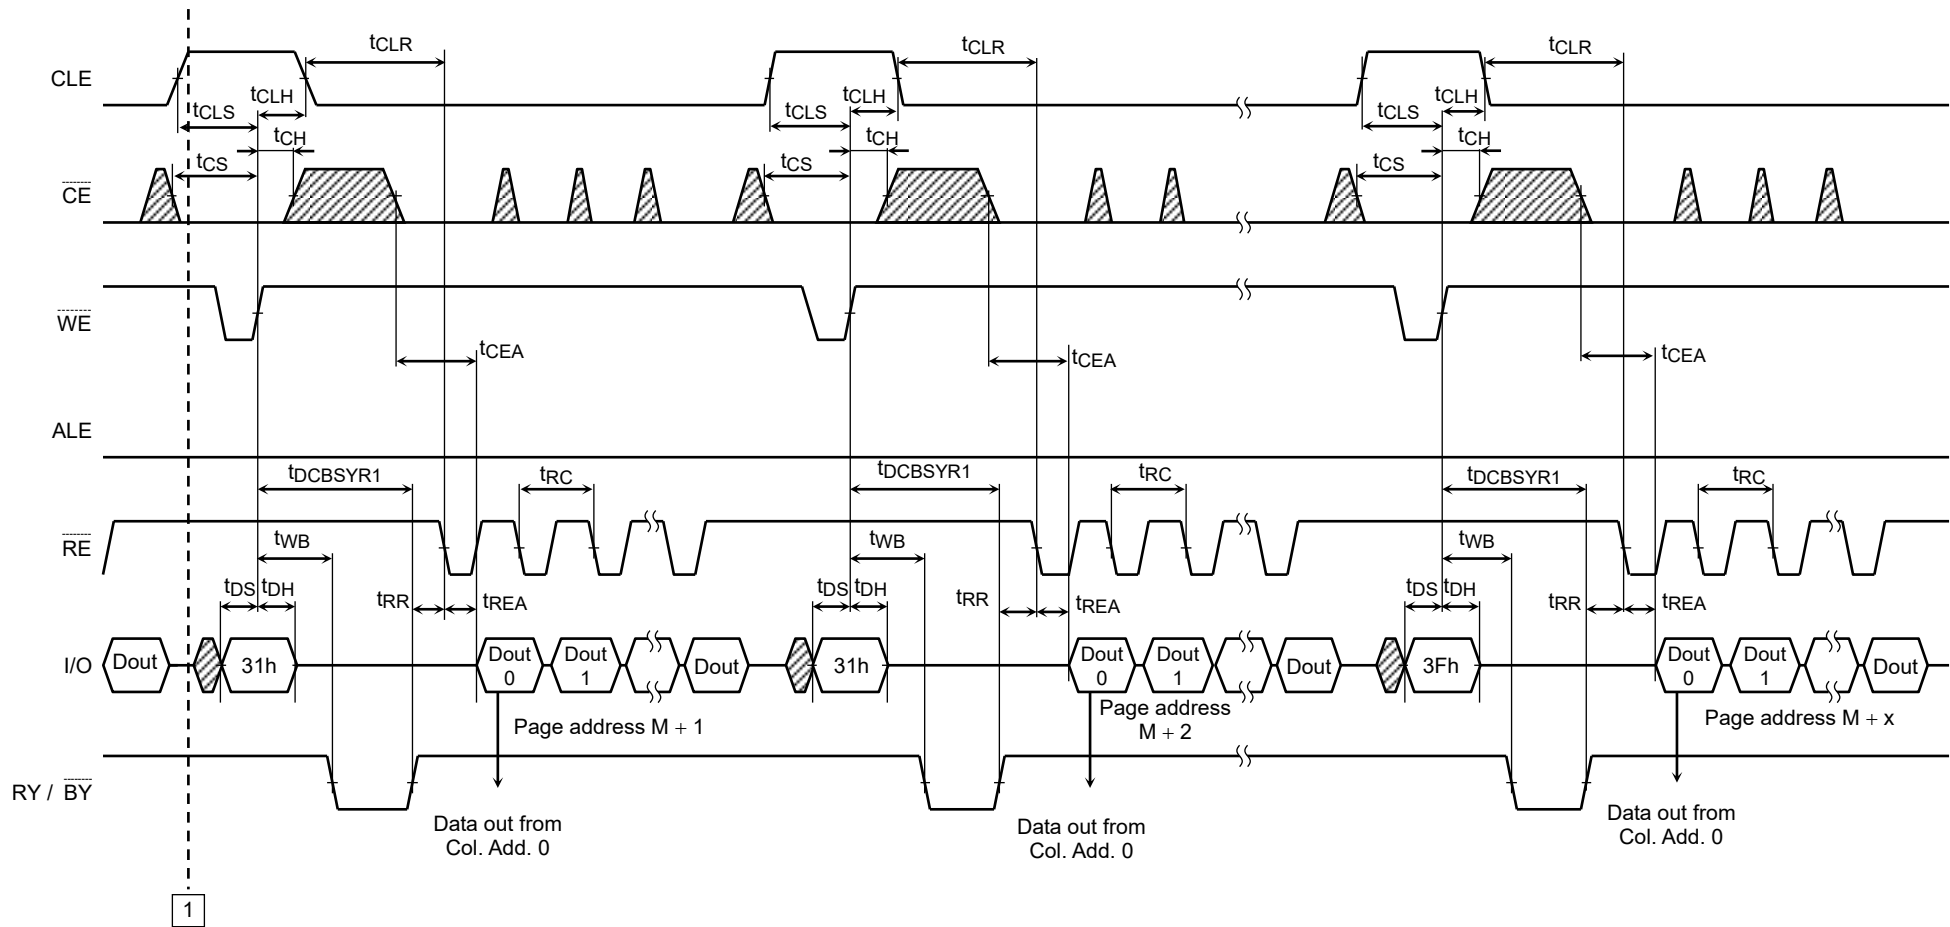 tCLR tCLR tCLR
CLE
tCLH tCLH tCLH
tCLS tCLS tCLS
tCH tCH tCH
tCS tCS tCS
CE
WE
tCEA tCEA tCEA
ALE
tDCBSYR1 tRC tDCBSYR1 tRC tDCBSYR1 tRC
RE
tWB tWB tWB
tDS tDH tDS tDH tDS tDH
tRR tREA tRR tREA tRR tREA
I/O Dout 31h Dout 0 Dout 1 Dout 31h Dout 0 Dout 1 Dout 3Fh Dout 0 Dout 1 Dout
Page address M + 1
Page address
M + 2
Page address M + x
RY / BY
Data out from
Col. Add. 0
Data out from
Col. Add. 0
Data out from
Col. Add. 0
1